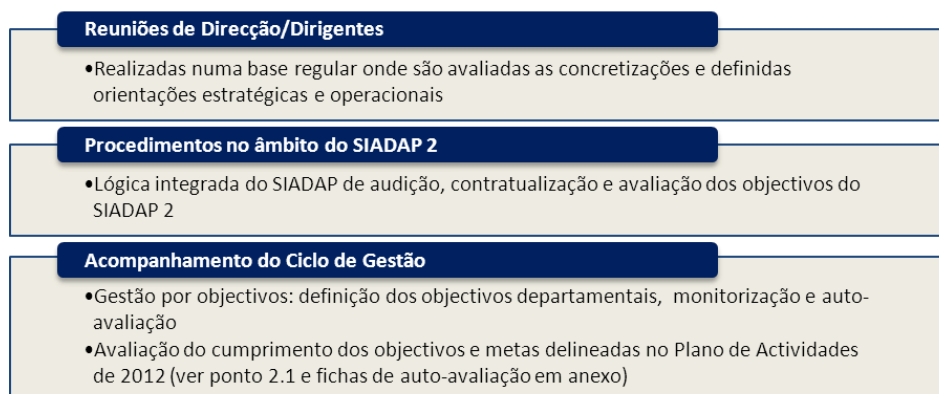 Reuniões de Direcção/Dirigentes
•Realizadas numa base regular onde são avaliadas as concretizações e definidas
orientações estratégicas e operacionais
Procedimentos no âmbito do SIADAP 2
•Lógica integrada do SIADAP de audição, contratualização e avaliação dos objectivos do
SIADAP 2
Acompanhamento do Ciclo de Gestão
•Gestão por objectivos: definição dos objectivos departamentais, monitorização e auto-
avaliação
•Avaliação do cumprimento dos objectivos e metas delineadas no Plano de Actividades
de 2012 (ver ponto 2.1 e fichas de auto-avaliação em anexo)